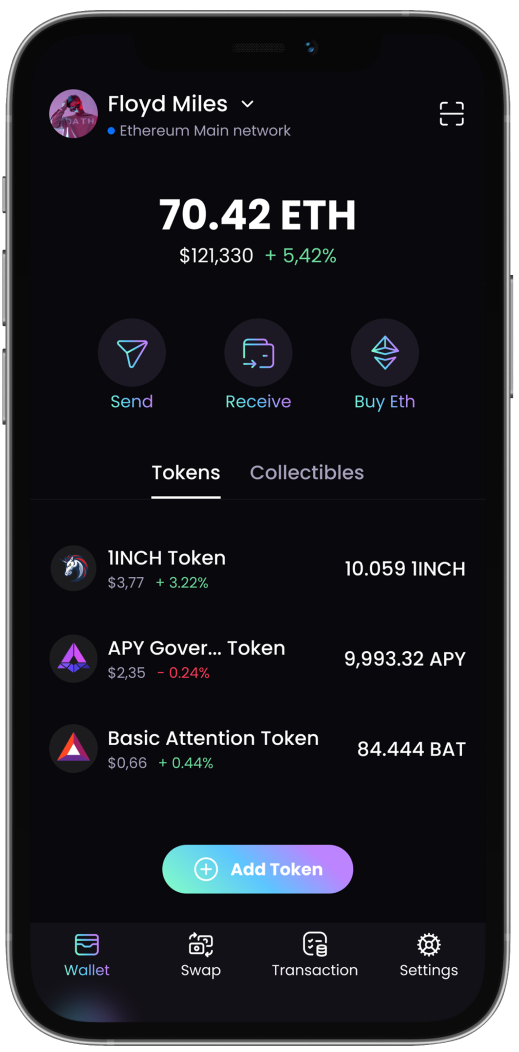 Floyd Miles
Ethereum Main network
70.42 ETH
$121,330 + 5,42%
Send Receive Buy Eth
Tokens Collectibles
1INCH Token
10.059 1INCH
$3,77 + 3.22%
APY Gover... Token
9,993.32 APY
$2,35 - 0.24%
Basic Attention Token
84.444 BAT
$0,66 + 0.44%
Add Token
Wallet Swap Transaction Settings